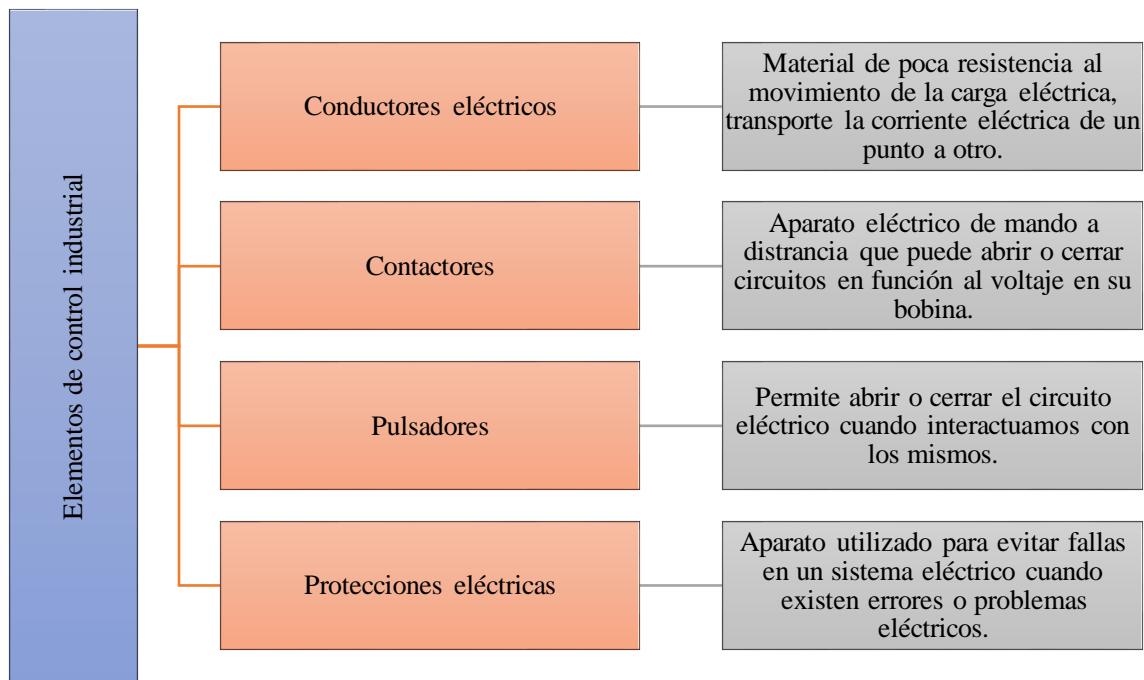 Elementos de control industrial
Conductores eléctricos
Material de poca resistencia al
movimiento de la carga eléctrica,
transporte la corriente eléctrica de un
punto a otro.
Contactores
Aparato eléctrico de mando a
distrancia que puede abrir o cerrar
circuitos en función al voltaje en su
bobina.
Pulsadores
Permite abrir o cerrar el circuito
eléctrico cuando interactuamos con
los mismos.
Protecciones eléctricas
Aparato utilizado para evitar fallas
en un sistema eléctrico cuando
existen errores o problemas
eléctricos.